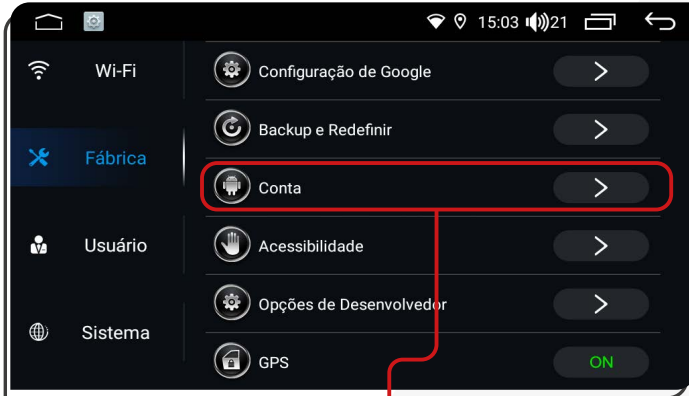 15:03 21
Wi-Fi
Configuração de Google
Backup e Redefinir
Fábrica
Conta
Usuário
Acessibilidade
Opções de Desenvolvedor
Sistema
GPS
ON